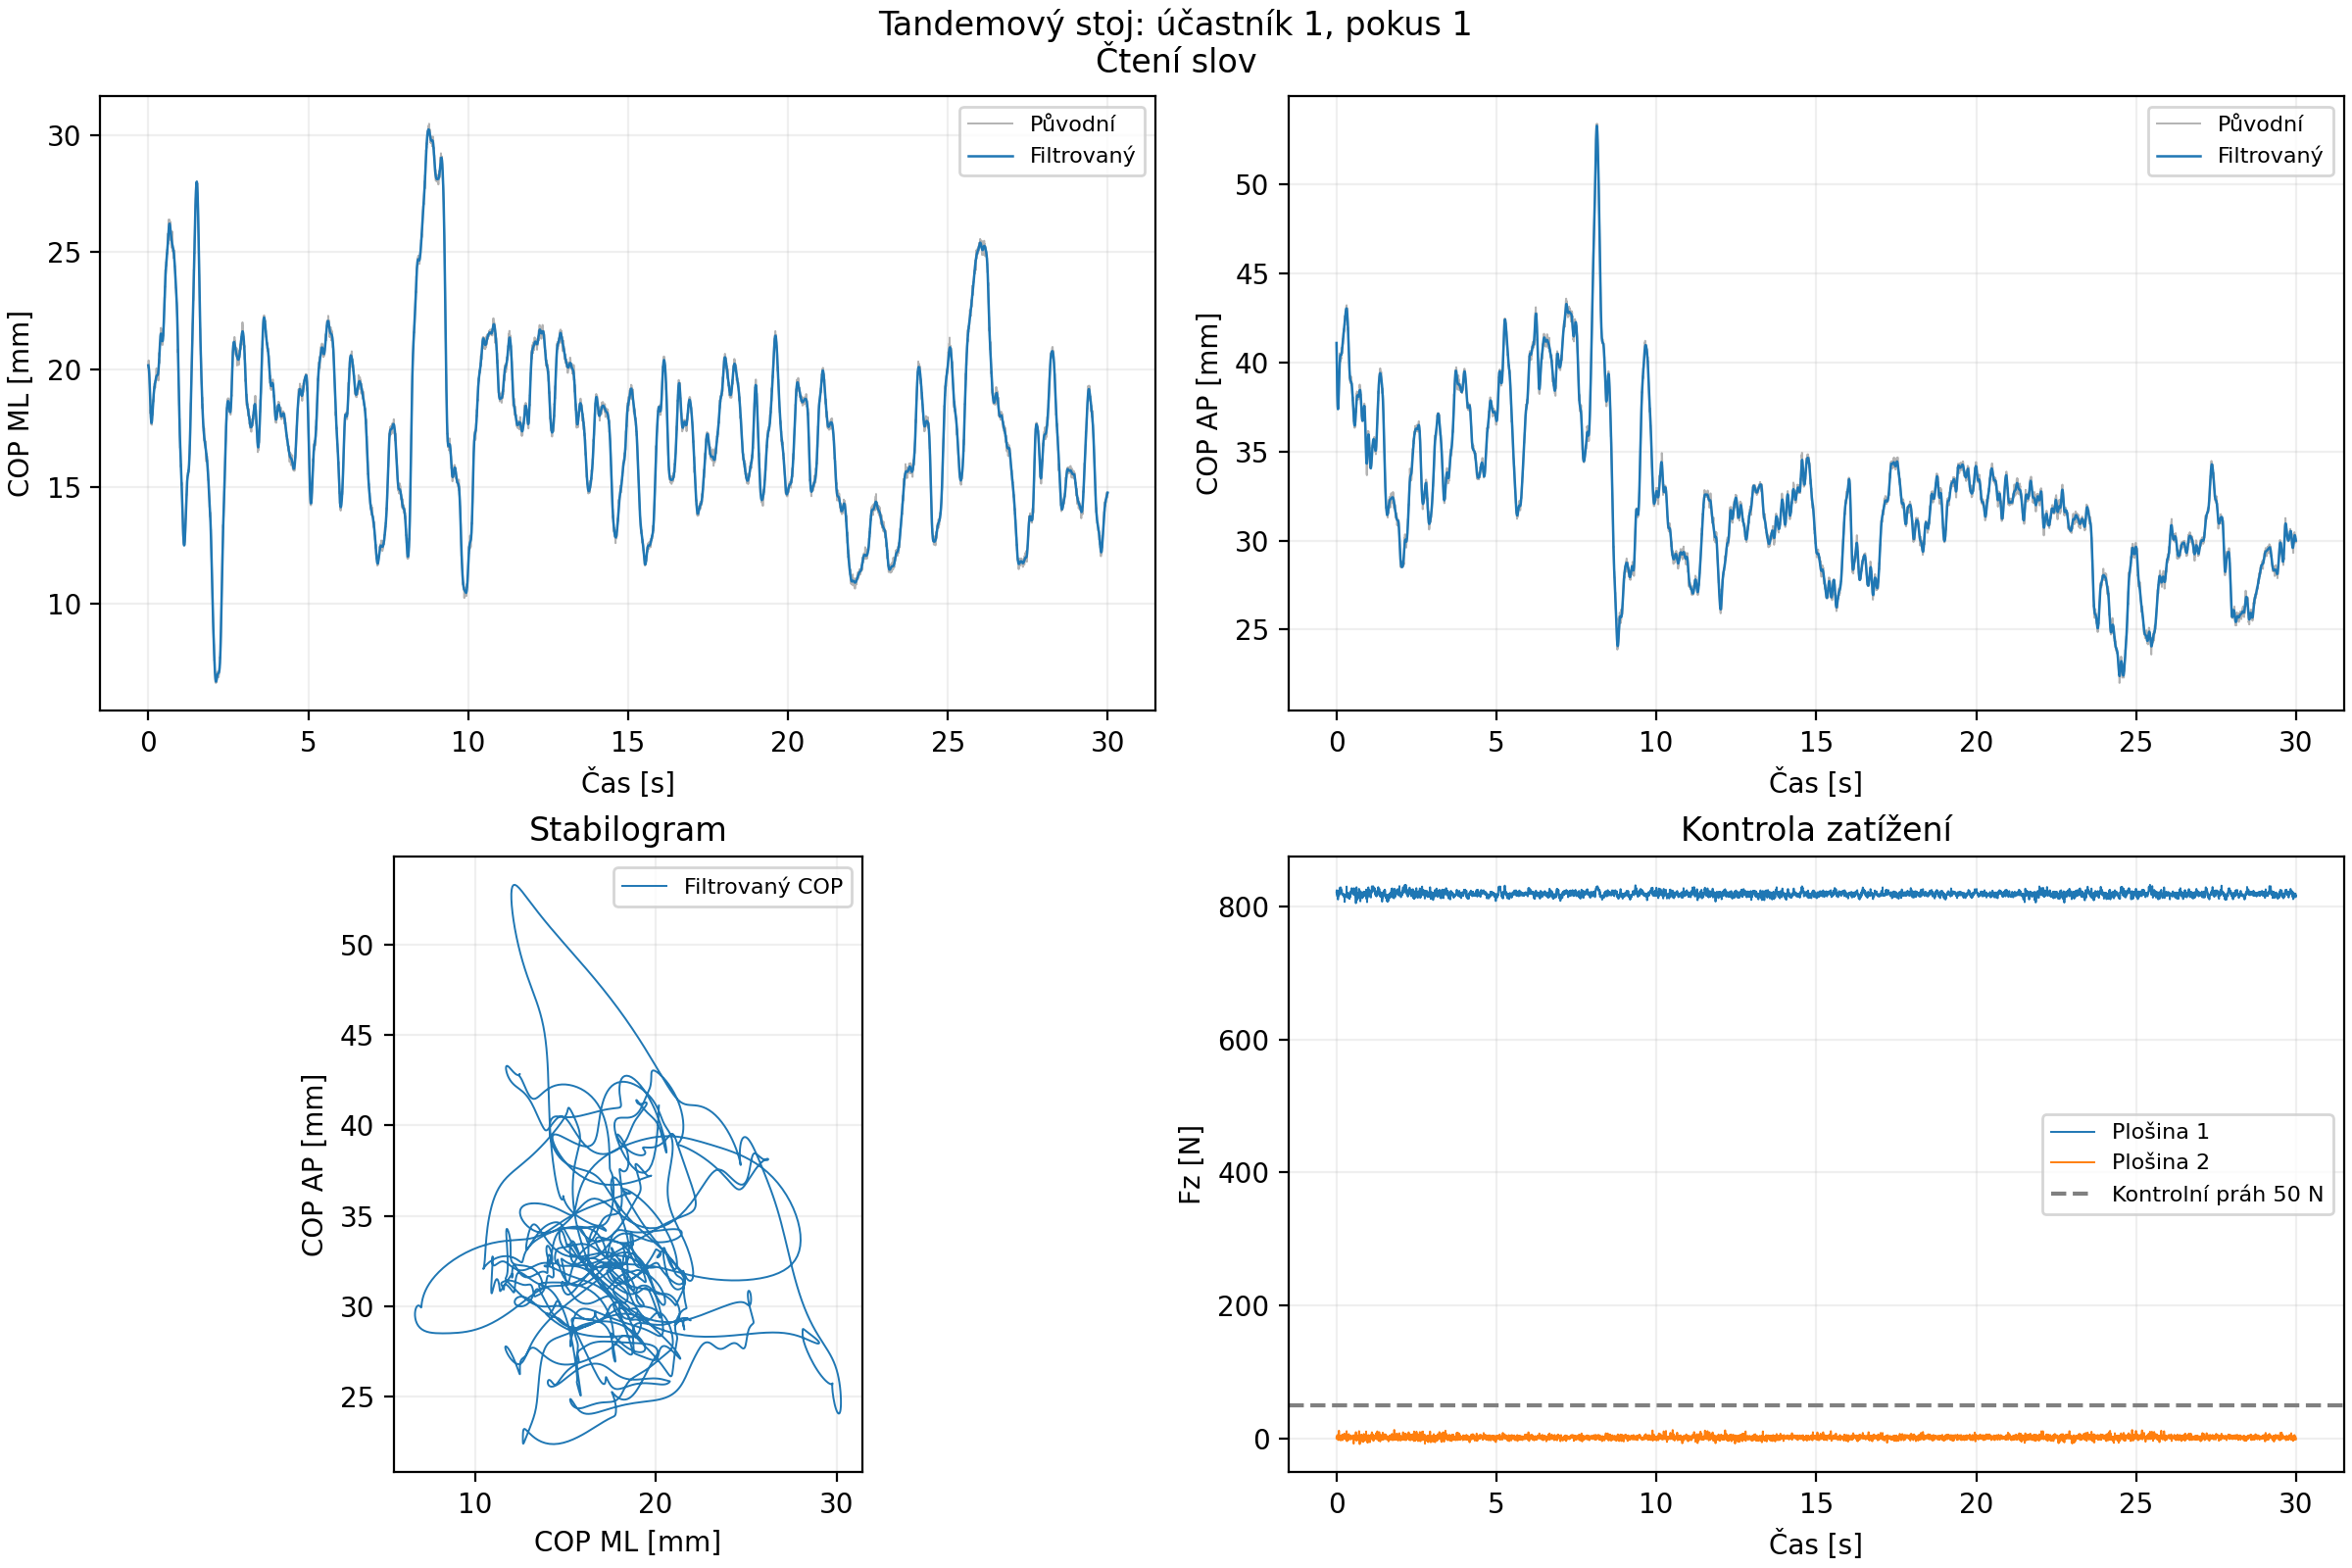 Tandemový stoj: účastník 1, pokus 1
Čtení slov
COP ML [mm]
30
25
20
15
10
Původní
Filtrovaný
0 5 10 15 20 25 30
Čas [s]
COP AP [mm]
50
45
40
35
30
25
Původní
Filtrovaný
0 5 10 15 20 25 30
Čas [s]
Stabilogram
COP AP [mm]
50
45
40
35
30
25
Filtrovaný COP
10 20 30
COP ML [mm]
Kontrola zatížení
Fz [N]
800
600
400
200
0
Plošina 1
Plošina 2
Kontrolní práh 50 N
0 5 10 15 20 25 30
Čas [s]